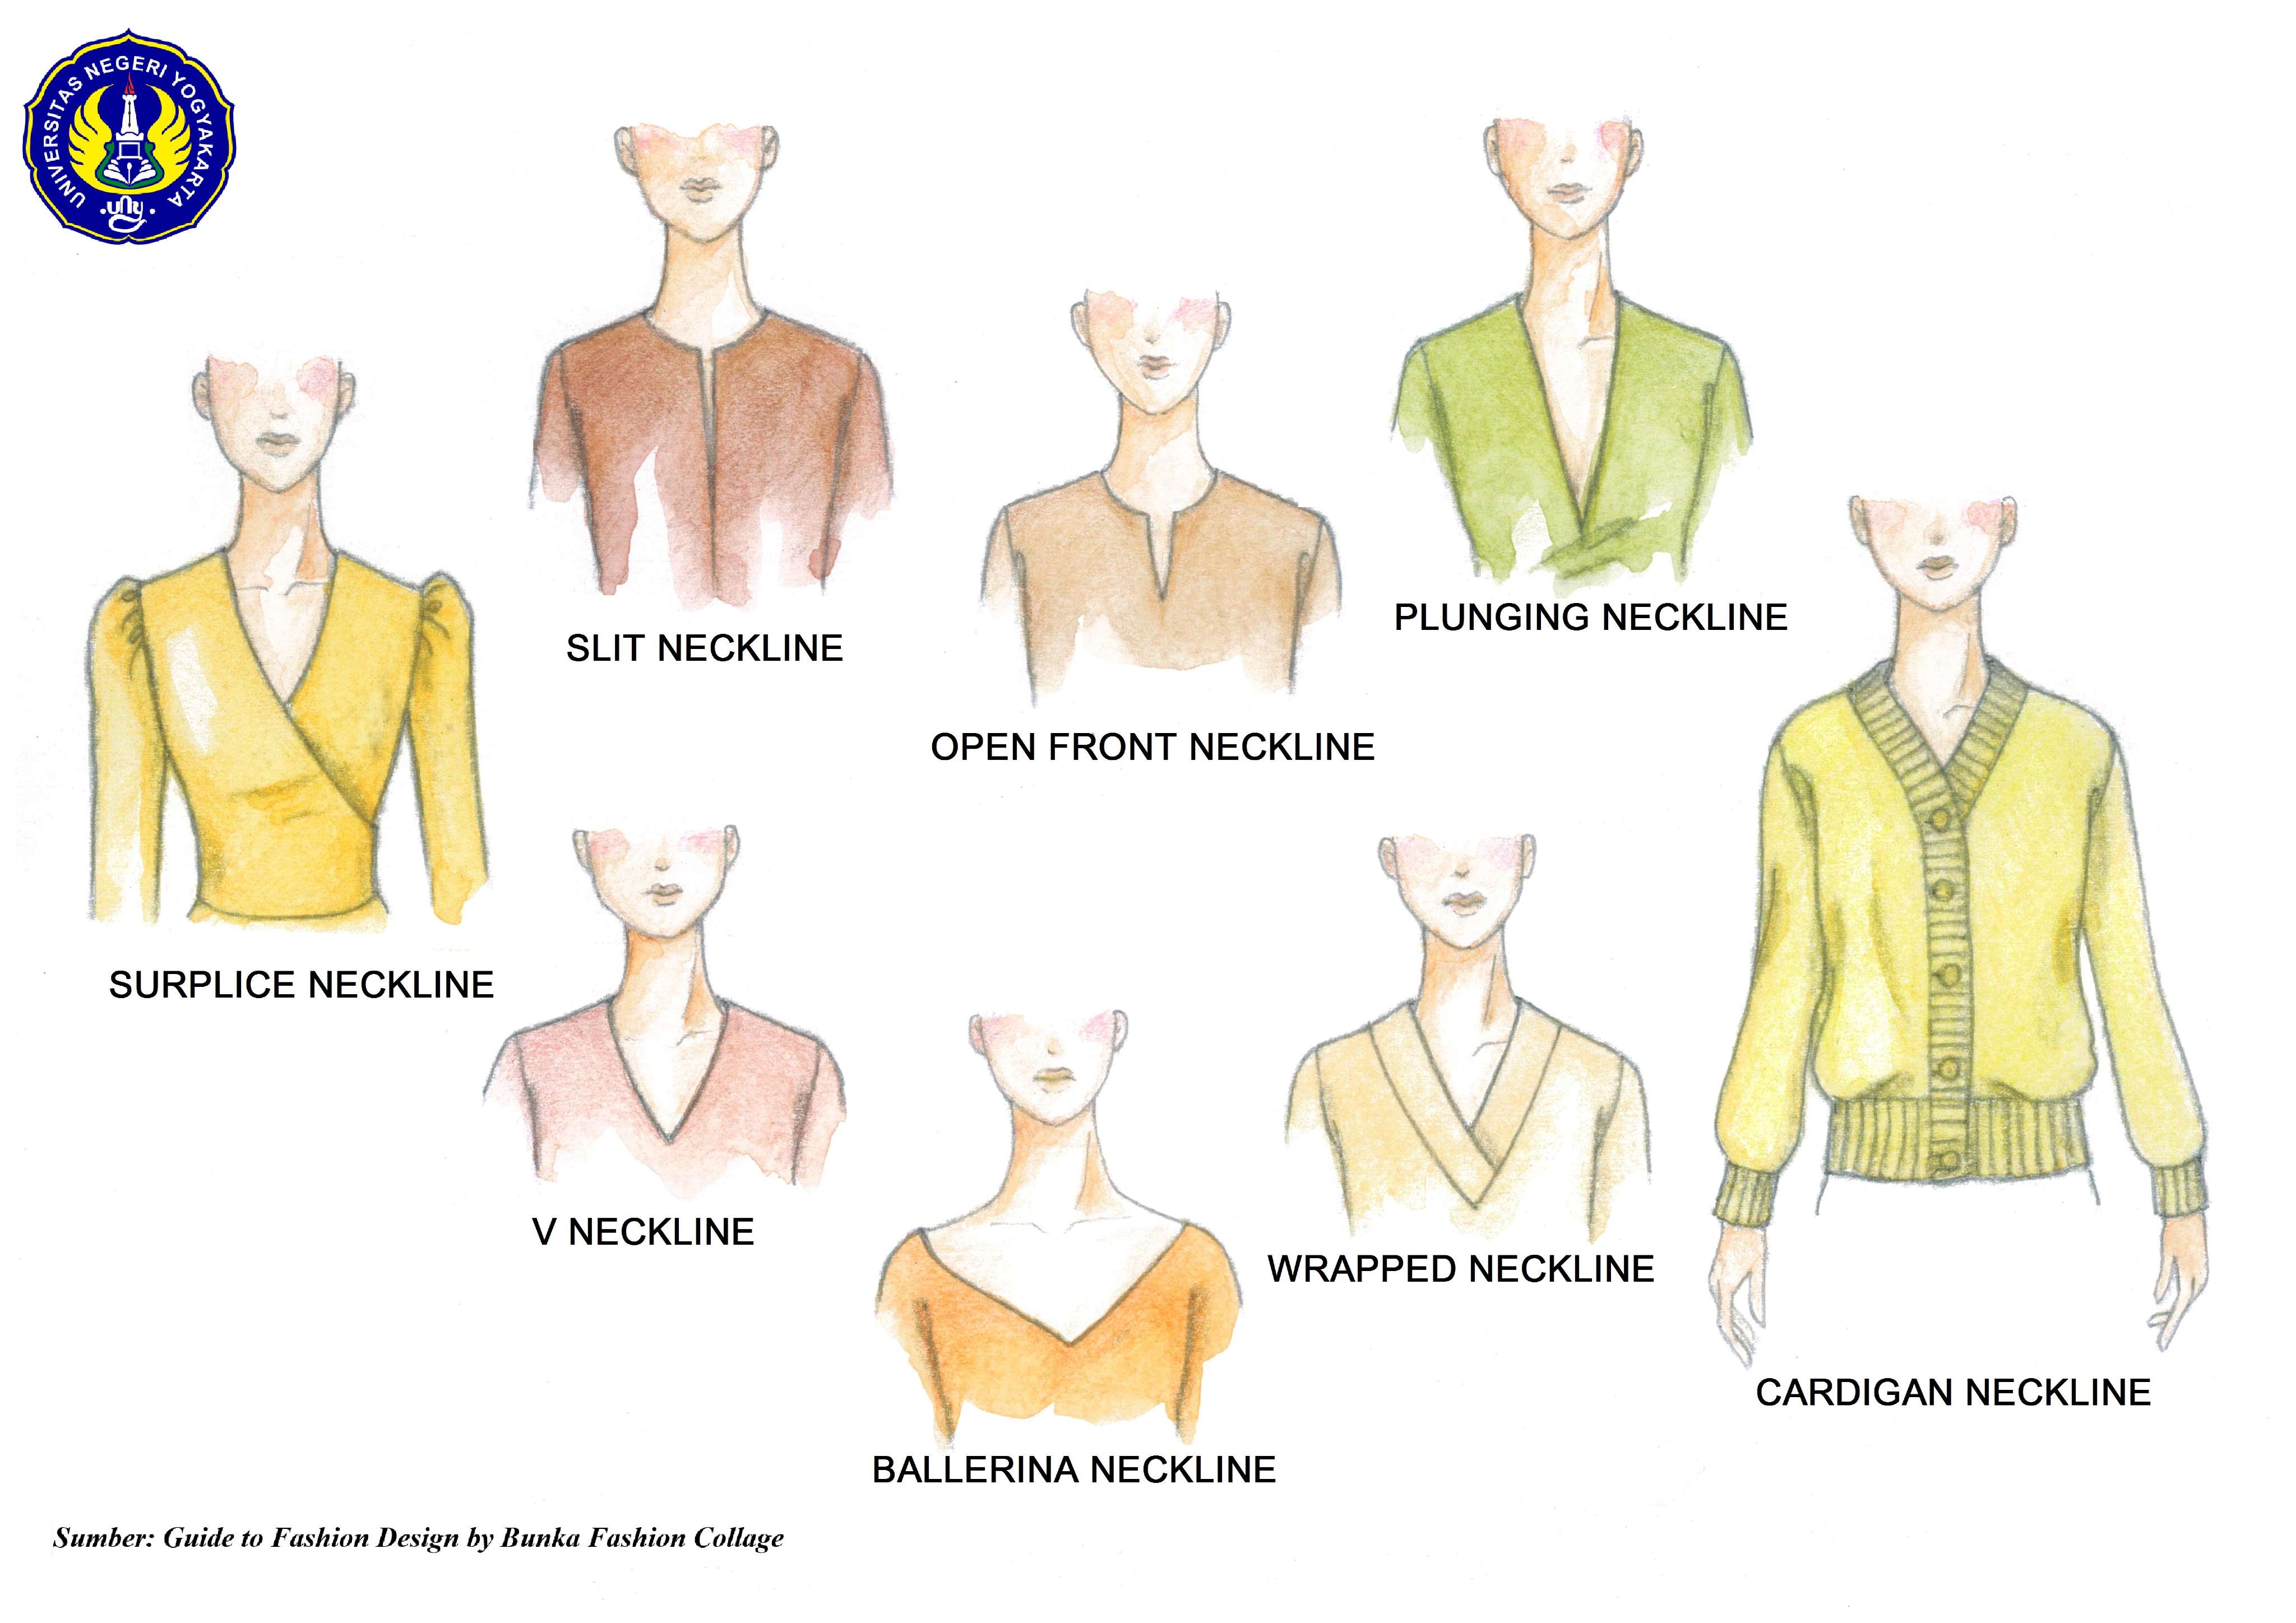 UNIVERSITAS NEGERI YOGYAKARTA
uny
SLIT NECKLINE
PLUNGING NECKLINE
OPEN FRONT NECKLINE
SURPLICE NECKLINE
V NECKLINE
WRAPPED NECKLINE
CARDIGAN NECKLINE
BALLERINA NECKLINE
Sumber: Guide to Fashion Design by Bunka Fashion Collage